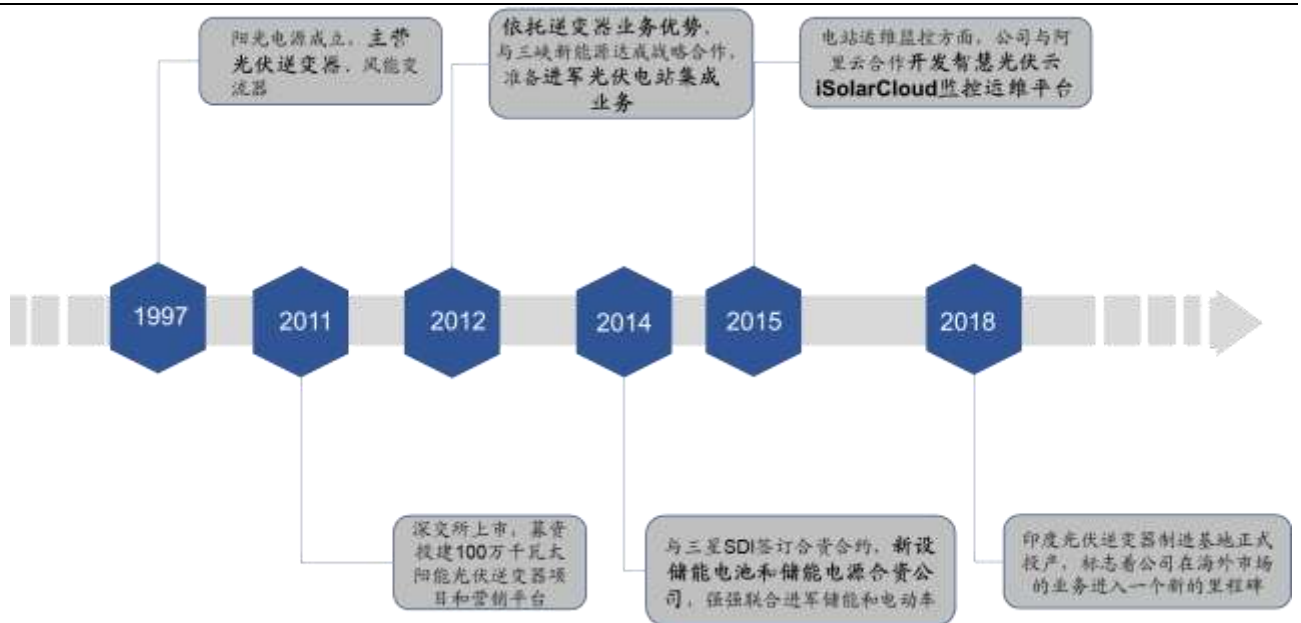 阳光电源成立，主营
光伏逆变器、风能变
流器
依托逆变器业务优势，
与三峡新能源达成战略合作，
准备进军光伏电站集成
业务
电站运维监控方面，公司与阿
里云合作开发智慧光伏云
iSolarCloud监控运维平台
1997
2011
2012
2014
2015
2018
深交所上市，募资
投建100万千瓦太
阳能光伏逆变器项
目和营销平台
与三星SDI签订合资合约，新设
储能电池和储能电源合资公
司，强强联合进军储能和电动车
印度光伏逆变器制造基地正式
投产，标志着公司在海外市场
的业务进入一个新的里程碑